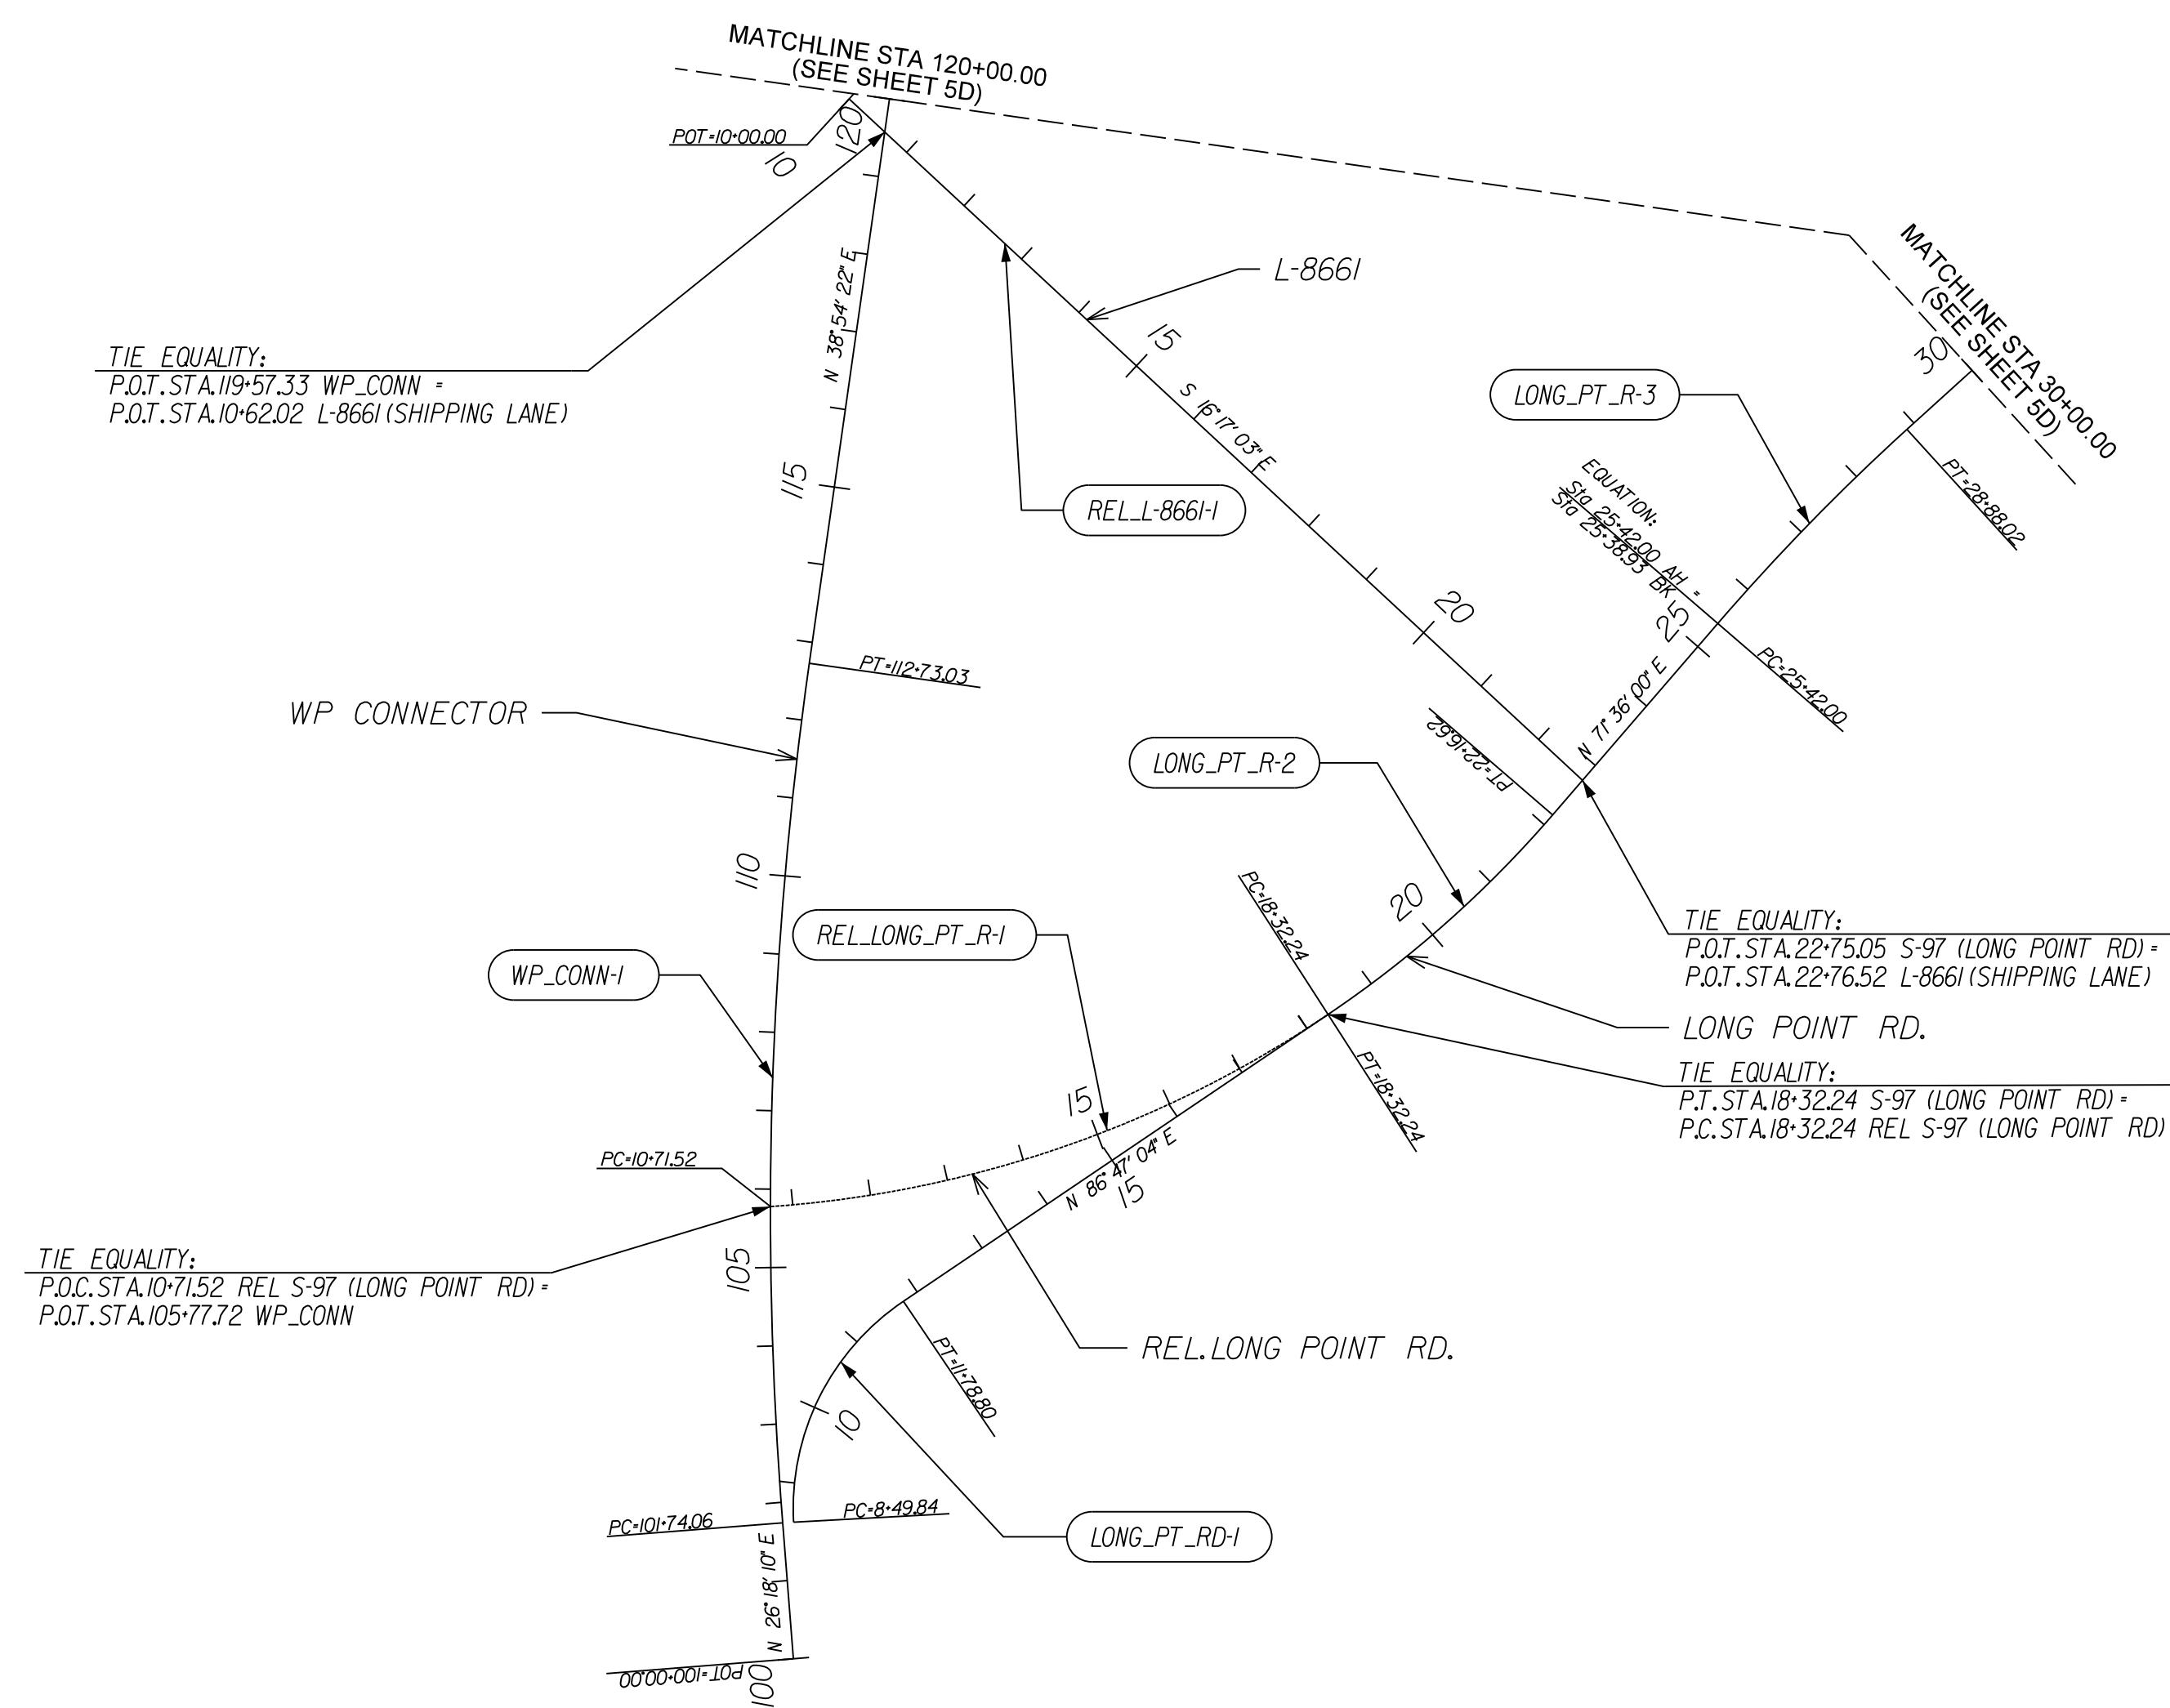 MATCHLINE STA 120+00.00
(SEE SHEET 5D)
POT=10+00.00
10
120
MATCHLINE STA 30+00.00
(SEE SHEET 5D)
30
L-8661
N 38° 54' 22" E
15
S 16° 17' 03" E
TIE EQUALITY:
P.O.T. STA. 119+57.33 WP_CONN =
P.O.T. STA. 10+62.02 L-8661 (SHIPPING LANE)
LONG_PT_R-3
REL_L-8661-1
115
EQUATION:
Sta 25+42.00 AH =
Sta 25+38.93 BK
PT=28+88.02
20
25
PT=112+73.03
PC=25+42.00
N 71° 36' 00" E
WP CONNECTOR
PT=22+16.62
LONG_PT_R-2
110
PC=18+32.24
20
REL_LONG_PT_R-1
TIE EQUALITY:
P.O.T. STA. 22+75.05 S-97 (LONG POINT RD) =
P.O.T. STA. 22+76.52 L-8661 (SHIPPING LANE)
WP_CONN-1
LONG POINT RD.
TIE EQUALITY:
P.T. STA. 18+32.24 S-97 (LONG POINT RD) =
P.C. STA. 18+32.24 REL S-97 (LONG POINT RD)
15
PT=18+32.24
PC=10+71.52
N 86° 47' 04" E
15
TIE EQUALITY:
P.O.C. STA. 10+71.52 REL S-97 (LONG POINT RD) =
P.O.T. STA. 105+77.72 WP_CONN
105
REL. LONG POINT RD.
PT=11+78.80
10
PC=8+49.84
PC=101+74.06
LONG_PT_RD-1
N 26° 18' 10" E
POT=100+00.00
100